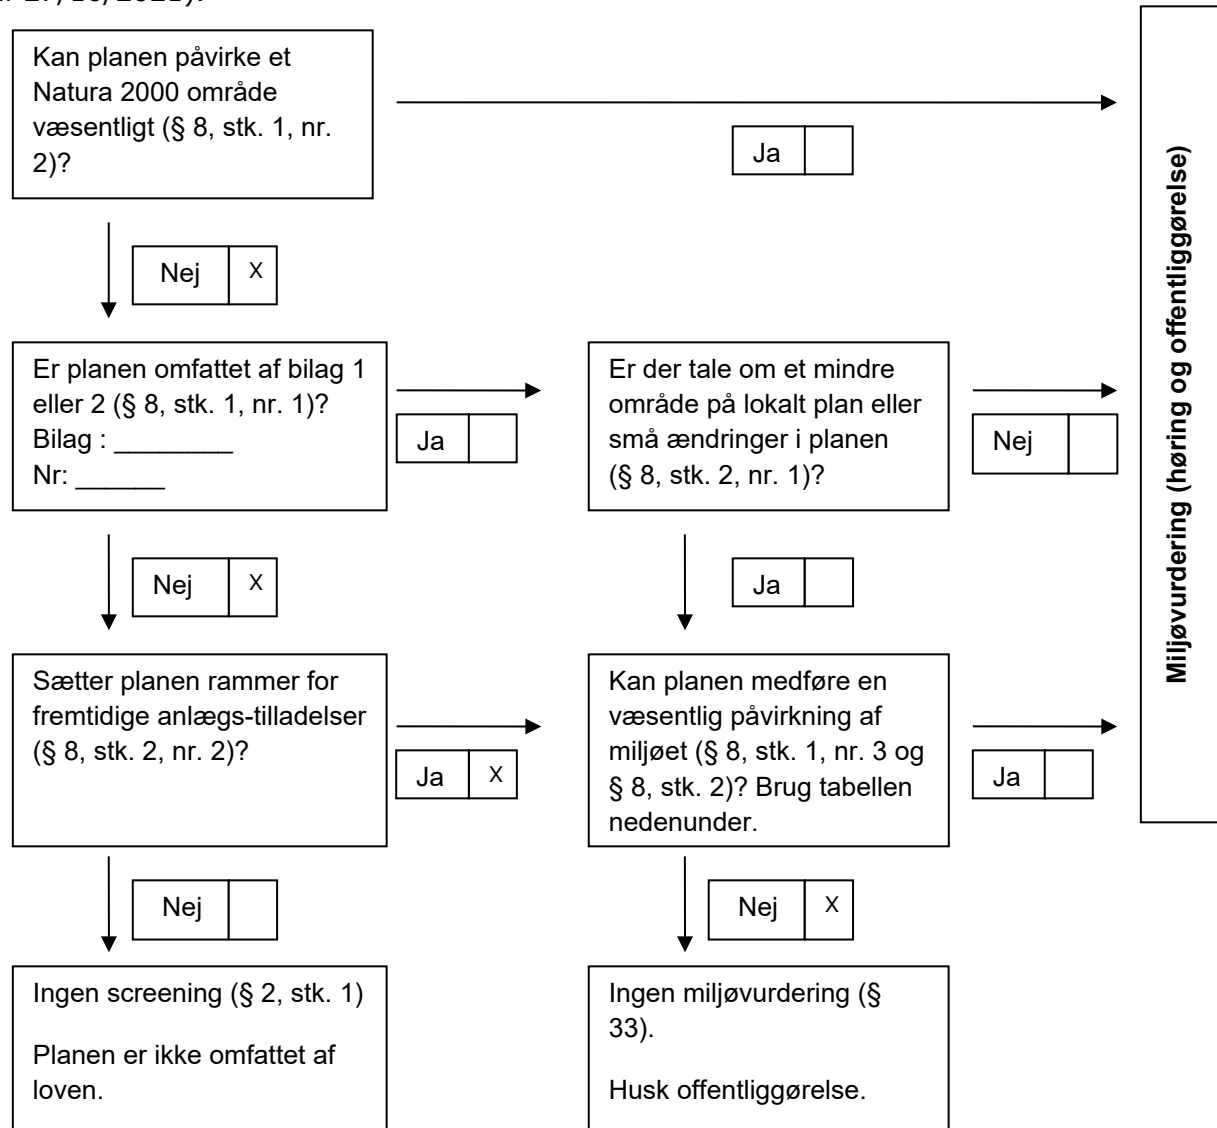 Kan planen påvirke et
Natura 2000 område
væsentligt (§ 8, stk. 1, nr.
2)?
Ja
Nej X
Er planen omfattet af bilag 1
eller 2 (§ 8, stk. 1, nr. 1)?
Bilag : ________
Nr: ______
Ja
Er der tale om et mindre
område på lokalt plan eller
små ændringer i planen
(§ 8, stk. 2, nr. 1)?
Nej
Nej X
Ja
Sætter planen rammer for
fremtidige anlægs-tilladelser
(§ 8, stk. 2, nr. 2)?
Ja X
Kan planen medføre en
væsentlig påvirkning af
miljøet (§ 8, stk. 1, nr. 3 og
§ 8, stk. 2)? Brug tabellen
nedenunder.
Ja
Nej
Nej X
Ingen screening (§ 2, stk. 1)
Planen er ikke omfattet af
loven.
Ingen miljøvurdering (§
33).
Husk offentliggørelse.
Miljøvurdering (høring og offentliggørelse)